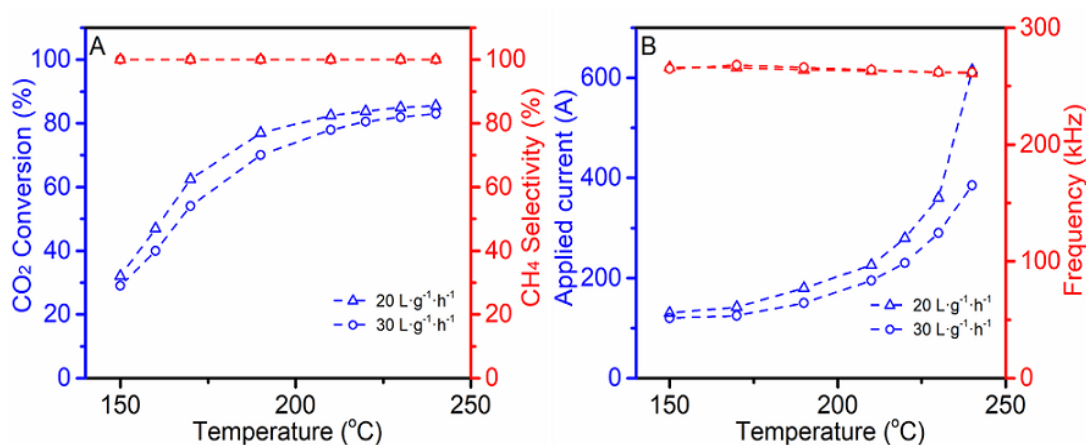 A
CO₂ Conversion (%)
100
80
60
40
20
0
CH₄ Selectivity (%)
100
80
60
40
20
0
20 L·g⁻¹·h⁻¹
30 L·g⁻¹·h⁻¹
150 200 250
Temperature (°C)
B
Applied current (A)
600
400
200
0
Frequency (kHz)
300
200
100
0
20 L·g⁻¹·h⁻¹
30 L·g⁻¹·h⁻¹
150 200 250
Temperature (°C)